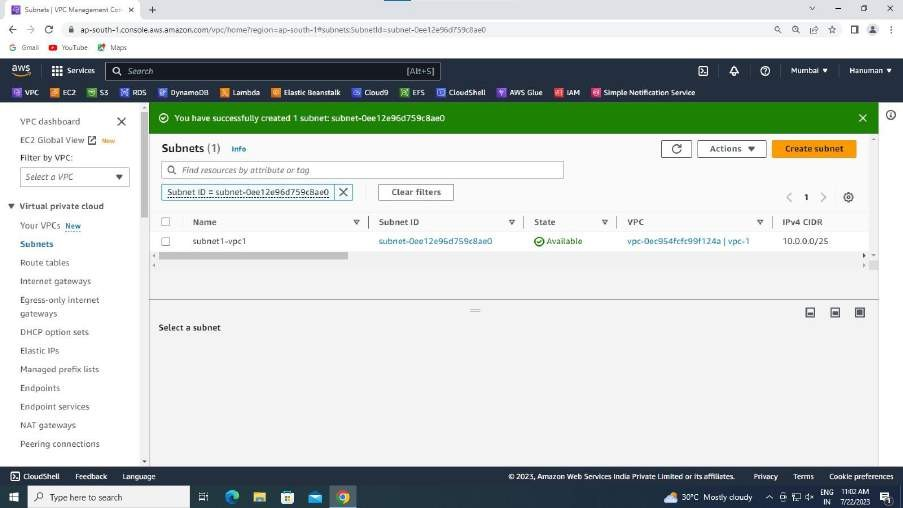 Subnets | VPC Management Con
ap-south-1.console.aws.amazon.com/vpc/home?region=ap-south-1#subnets:SubnetId=subnet-0ee12e96d759c8ae0
Gmail YouTube Maps
aws Services Search [Alt+S] Mumbai Hanuman
VPC EC2 S3 RDS DynamoDB Lambda Elastic Beanstalk Cloud9 EFS CloudShell AWS Glue IAM Simple Notification Service
VPC dashboard
EC2 Global View New
Filter by VPC:
Select a VPC
Virtual private cloud
Your VPCs New
Subnets
Route tables
Internet gateways
Egress-only internet
gateways
DHCP option sets
Elastic IPs
Managed prefix lists
Endpoints
Endpoint services
NAT gateways
Peering connections
You have successfully created 1 subnet: subnet-0ee12e96d759c8ae0
Subnets (1) Info
Actions Create subnet
Find resources by attribute or tag
Subnet ID = subnet-0ee12e96d759c8ae0 Clear filters
1
Name Subnet ID State VPC IPv4 CIDR
subnet1-vpc1 subnet-0ee12e96d759c8ae0 Available vpc-0ec954fcfc99f124a | vpc-1 10.0.0.0/25
Select a subnet
CloudShell Feedback Language © 2023, Amazon Web Services India Private Limited or its affiliates. Privacy Terms Cookie preferences
Type here to search
30°C Mostly cloudy
ENG
IN
11:02 AM
7/22/2023
1